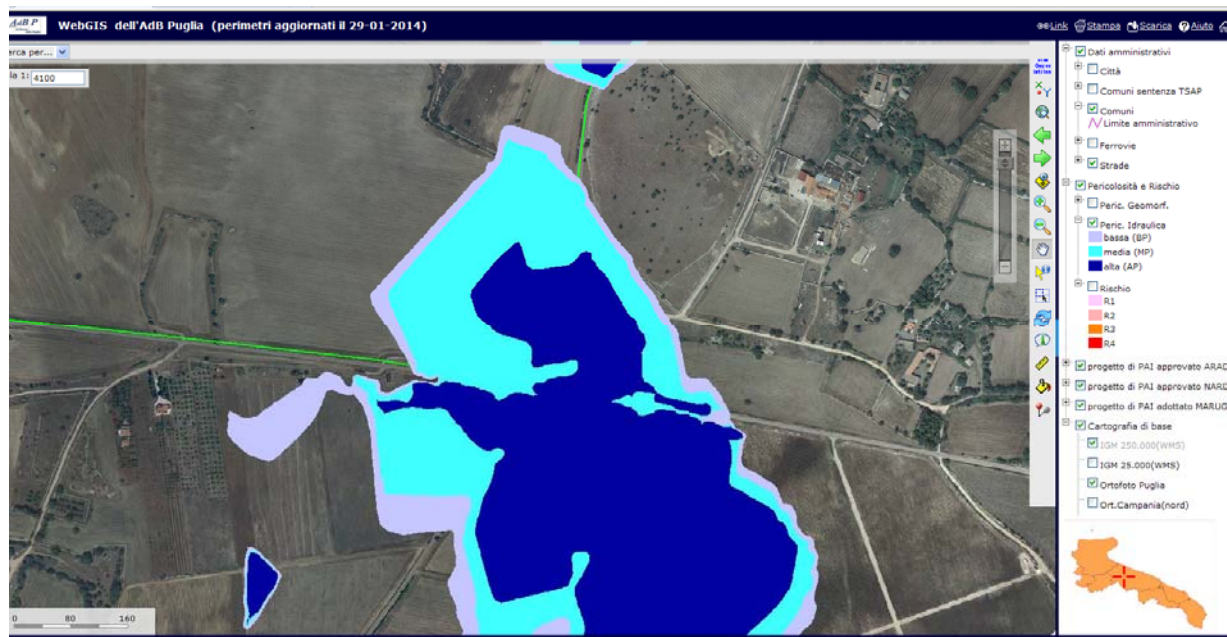 AdB P
WebGIS dell'AdB Puglia (perimetri aggiornati il 29-01-2014)
Link Stampa Scarica Aiuto
erca per...
la 1: 4100
Dati amministrativi
Città
Comuni sentenza TSAP
Comuni
Limite amministrativo
Ferrovie
Strade
Pericolosità e Rischio
Peric. Geomorf.
Peric. Idraulica
bassa (BP)
media (MP)
alta (AP)
Rischio
R1
R2
R3
R4
progetto di PAI approvato ARAD
progetto di PAI approvato NARD
progetto di PAI adottato MARUG
Cartografia di base
IGM 250.000(WMS)
IGM 25.000(WMS)
Ortofoto Puglia
Ort.Campania(nord)
0 80 160